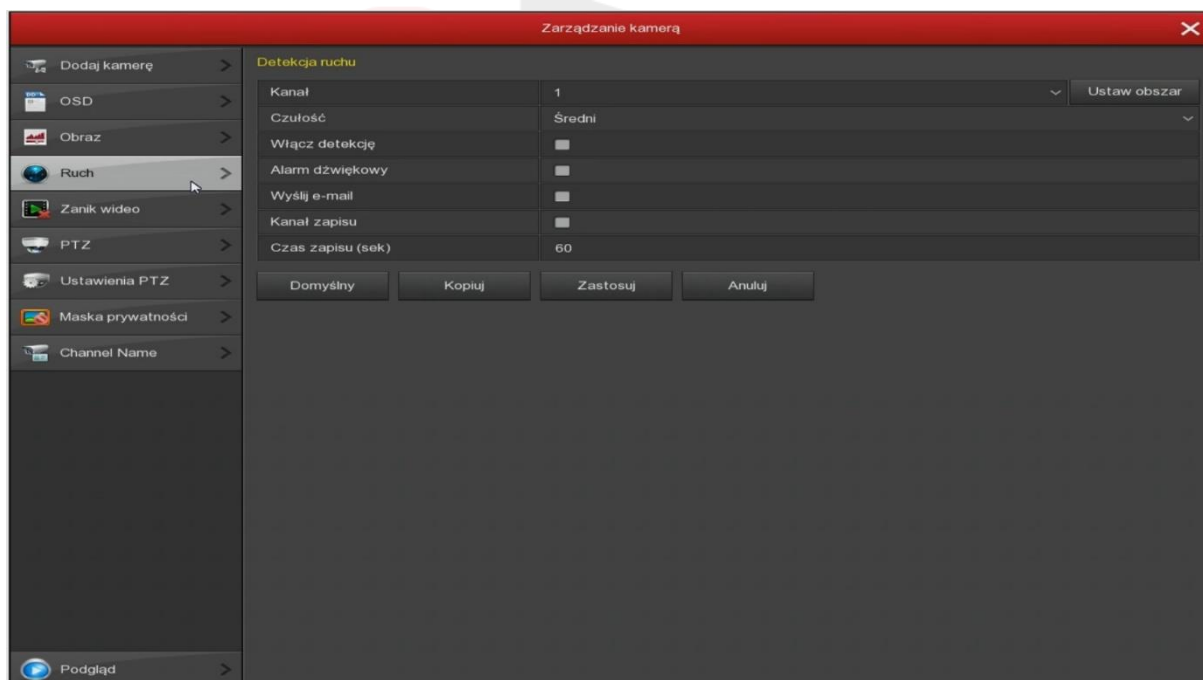 Zarządzanie kamerą
Dodaj kamerę
OSD
Obraz
Ruch
Zanik wideo
PTZ
Ustawienia PTZ
Maska prywatności
Channel Name
Podgląd
Detekcja ruchu
Kanał 1 Ustaw obszar
Czułość Średni
Włącz detekcję
Alarm dźwiękowy
Wyślij e-mail
Kanał zapisu
Czas zapisu (sek) 60
Domyślny Kopiuj Zastosuj Anuluj